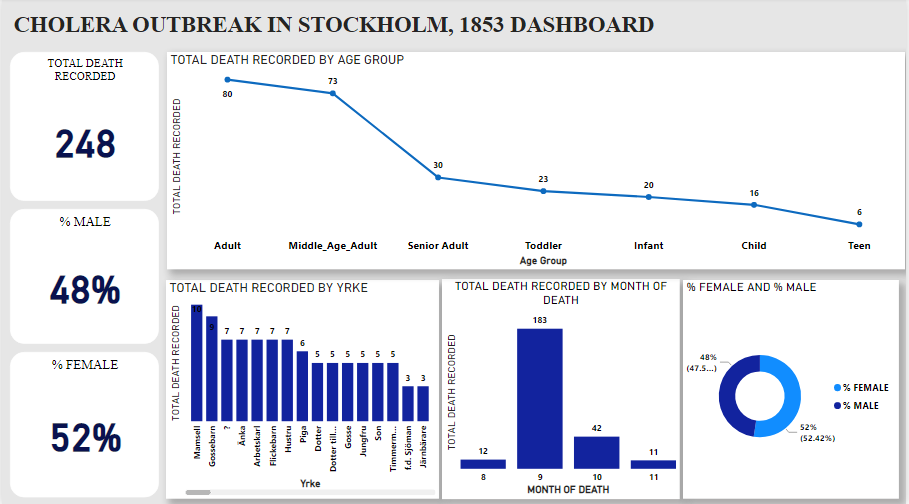 CHOLERA OUTBREAK IN STOCKHOLM, 1853 DASHBOARD
TOTAL DEATH
RECORDED
248
% MALE
48%
% FEMALE
52%
TOTAL DEATH RECORDED BY AGE GROUP
TOTAL DEATH RECORDED
80
73
30
23
20
16
6
Adult
Middle_Age_Adult
Senior Adult
Toddler
Infant
Child
Teen
Age Group
TOTAL DEATH RECORDED BY YRKE
TOTAL DEATH RECORDED
10
9
7
7
7
7
7
6
5
5
5
5
5
5
3
3
Mamsell
Gossebarn
?
Änka
Arbetskarl
Flickebarn
Hustru
Piga
Dotter
Dotter till...
Gosse
Jungfru
Son
Timmerm...
f.d. Sjöman
Järnbärare
Yrke
TOTAL DEATH RECORDED BY MONTH OF
DEATH
TOTAL DEATH RECORDED
12
183
42
11
8
9
10
11
MONTH OF DEATH
% FEMALE AND % MALE
48%
(47.5...)
52%
(52.42%)
% FEMALE
% MALE